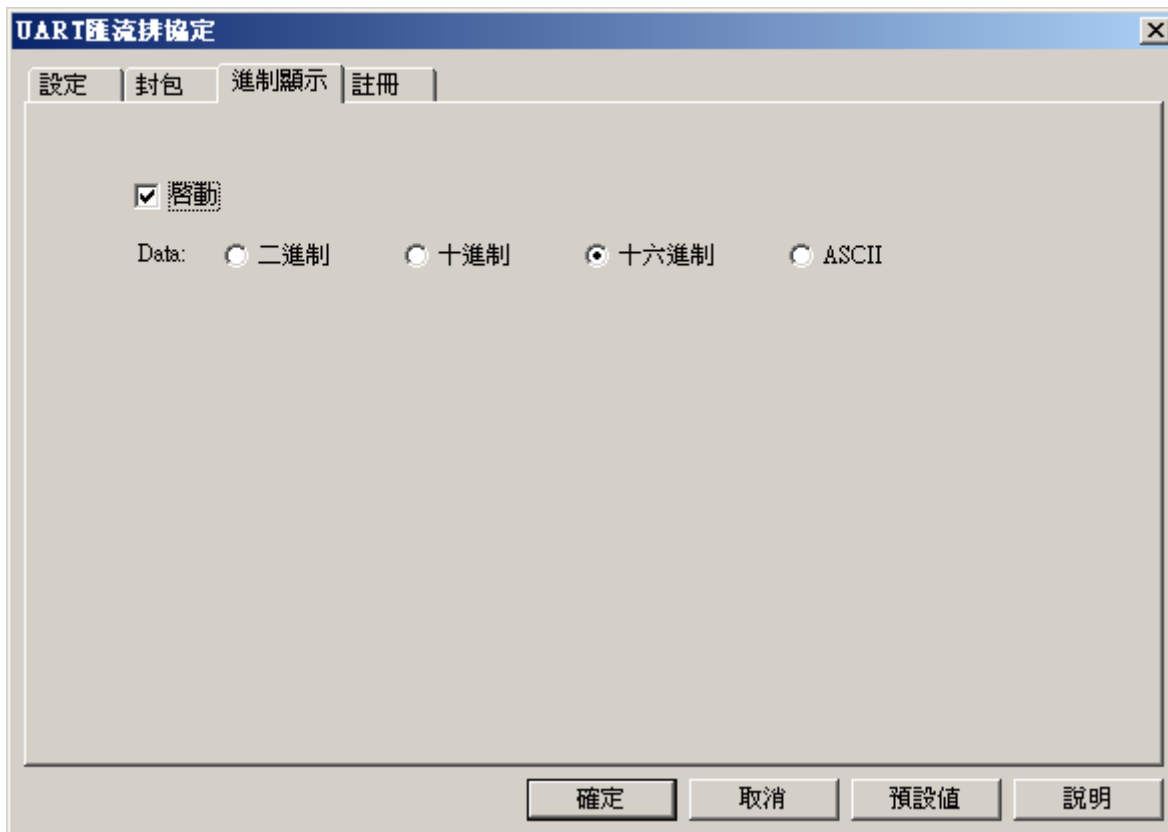 UART匯流排協定
設定 封包 進制顯示 註冊
啓動
Data: 二進制 十進制 十六進制 ASCII
確定 取消 預設值 說明